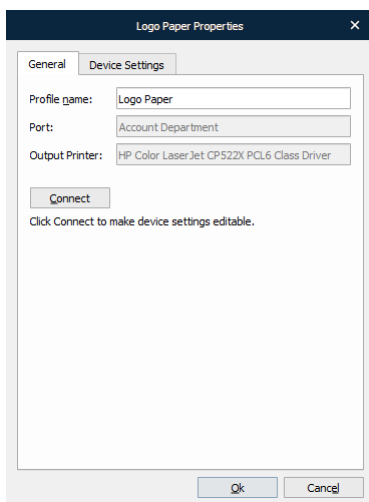 Logo Paper Properties
General Device Settings
Profile name: Logo Paper
Port: Account Department
Output Printer: HP Color LaserJet CP522X PCL6 Class Driver
Connect
Click Connect to make device settings editable.
Ok Cancel